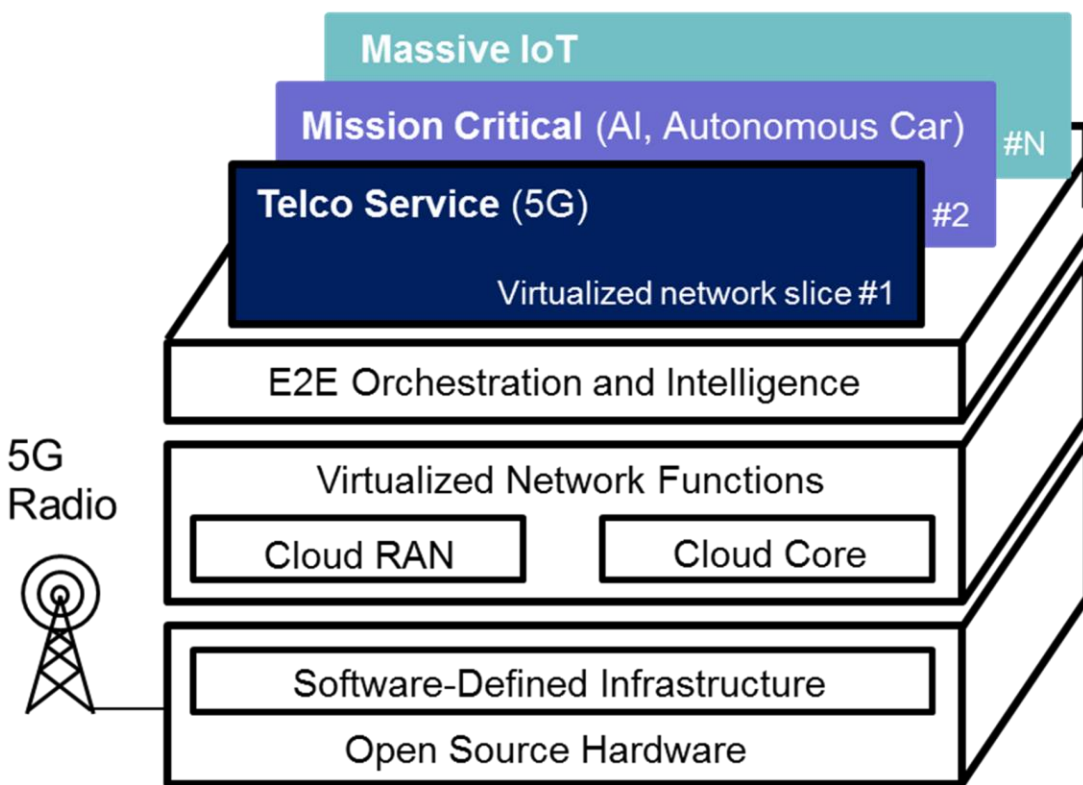 Massive IoT
#N
Mission Critical (AI, Autonomous Car)
#2
Telco Service (5G)
Virtualized network slice #1
E2E Orchestration and Intelligence
5G
Radio
Virtualized Network Functions
Cloud RAN
Cloud Core
Software-Defined Infrastructure
Open Source Hardware